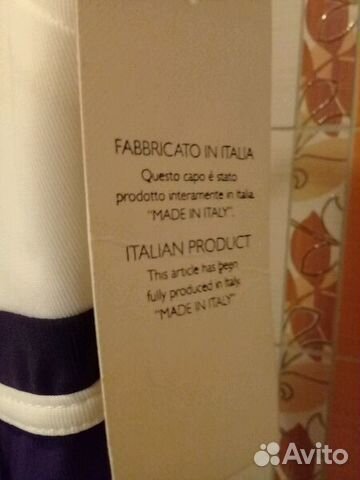 FABBRICATO IN ITALIA
Questo capo è stato
prodotto interamente in Italia.
"MADE IN ITALY".
ITALIAN PRODUCT
This article has been
fully produced in Italy.
"MADE IN ITALY"
Avito